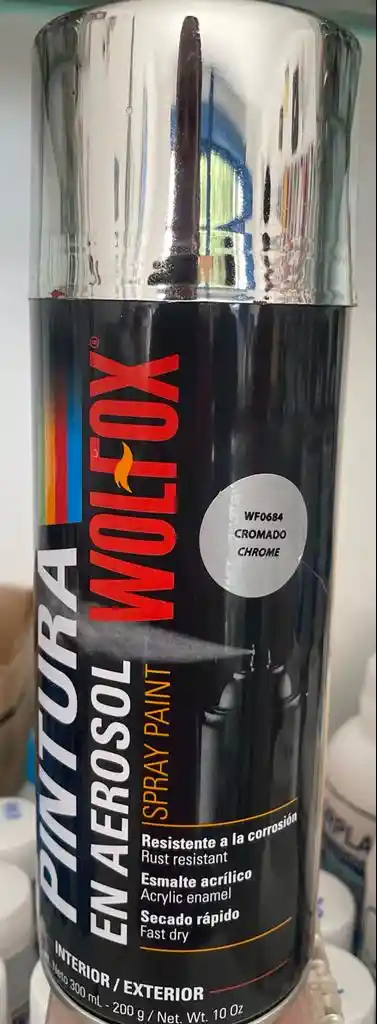 WOLFOX®
PINTURA
EN AEROSOL
SPRAY PAINT
WF0684
CROMADO
CHROME
Resistente a la corrosión
Rust resistant
Esmalte acrílico
Acrylic enamel
Secado rápido
Fast dry
INTERIOR / EXTERIOR
Neto 300 mL - 200 g / Net. Wt. 10 Oz